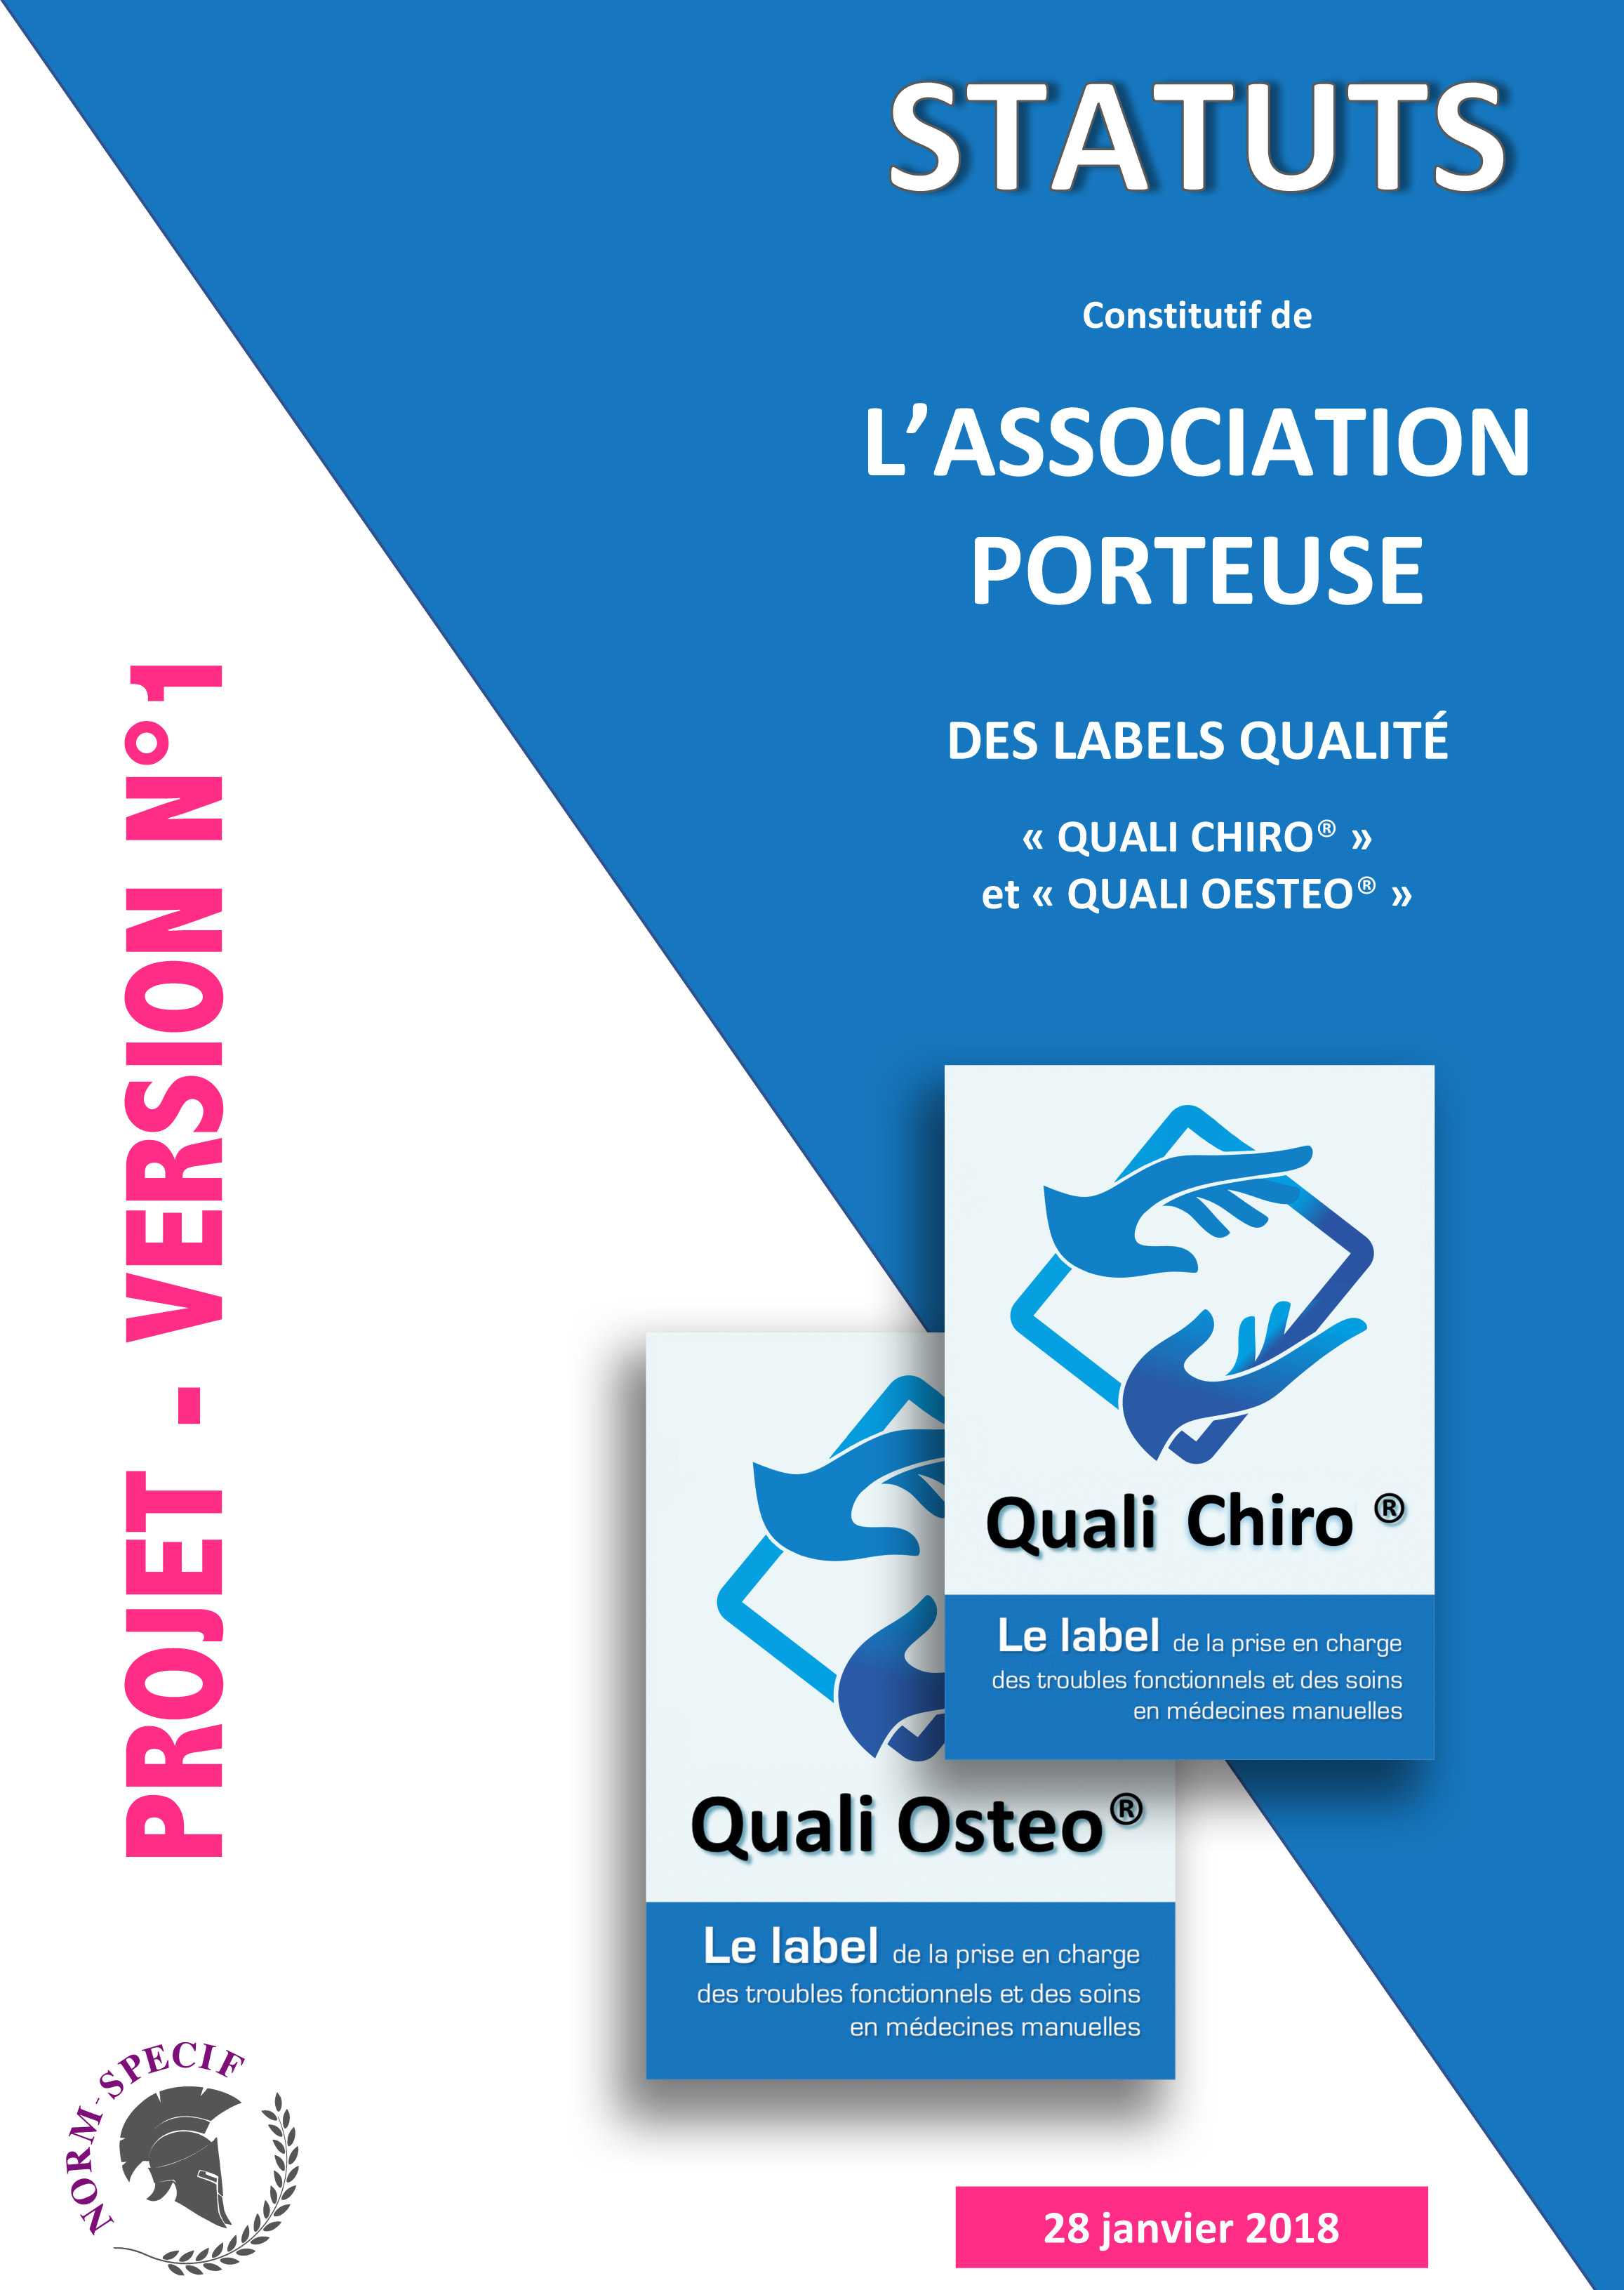 STATUTS
Constitutif de
L’ASSOCIATION
PORTEUSE
DES LABELS QUALITÉ
« QUALI CHIRO® »
et « QUALI OESTEO® »
PROJET - VERSION N°1
Quali Chiro ®
Le label de la prise en charge
des troubles fonctionnels et des soins
en médecines manuelles
Quali Osteo®
Le label de la prise en charge
des troubles fonctionnels et des soins
en médecines manuelles
NORM-SPECIF
28 janvier 2018